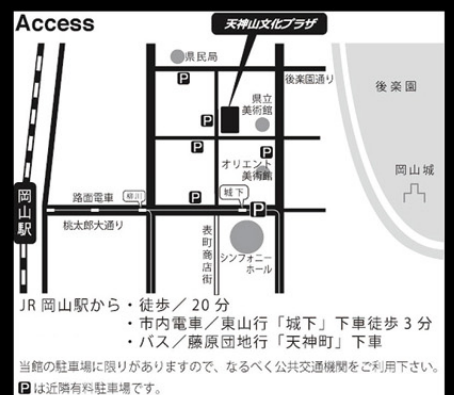 Access
天神山文化プラザ
県民局
P
後楽園通り
後楽園
県立
美術館
P
P
P
オリエント
美術館
岡山城
岡山駅
路面電車
柳川
P
城下
P
桃太郎大通り
表町商店街
シンフォニー
ホール
JR 岡山駅から・徒歩／20 分
・市内電車／東山行「城下」下車徒歩 3 分
・バス／藤原団地行「天神町」下車
当館の駐車場に限りがありますので、なるべく公共交通機関をご利用下さい。
P は近隣有料駐車場です。